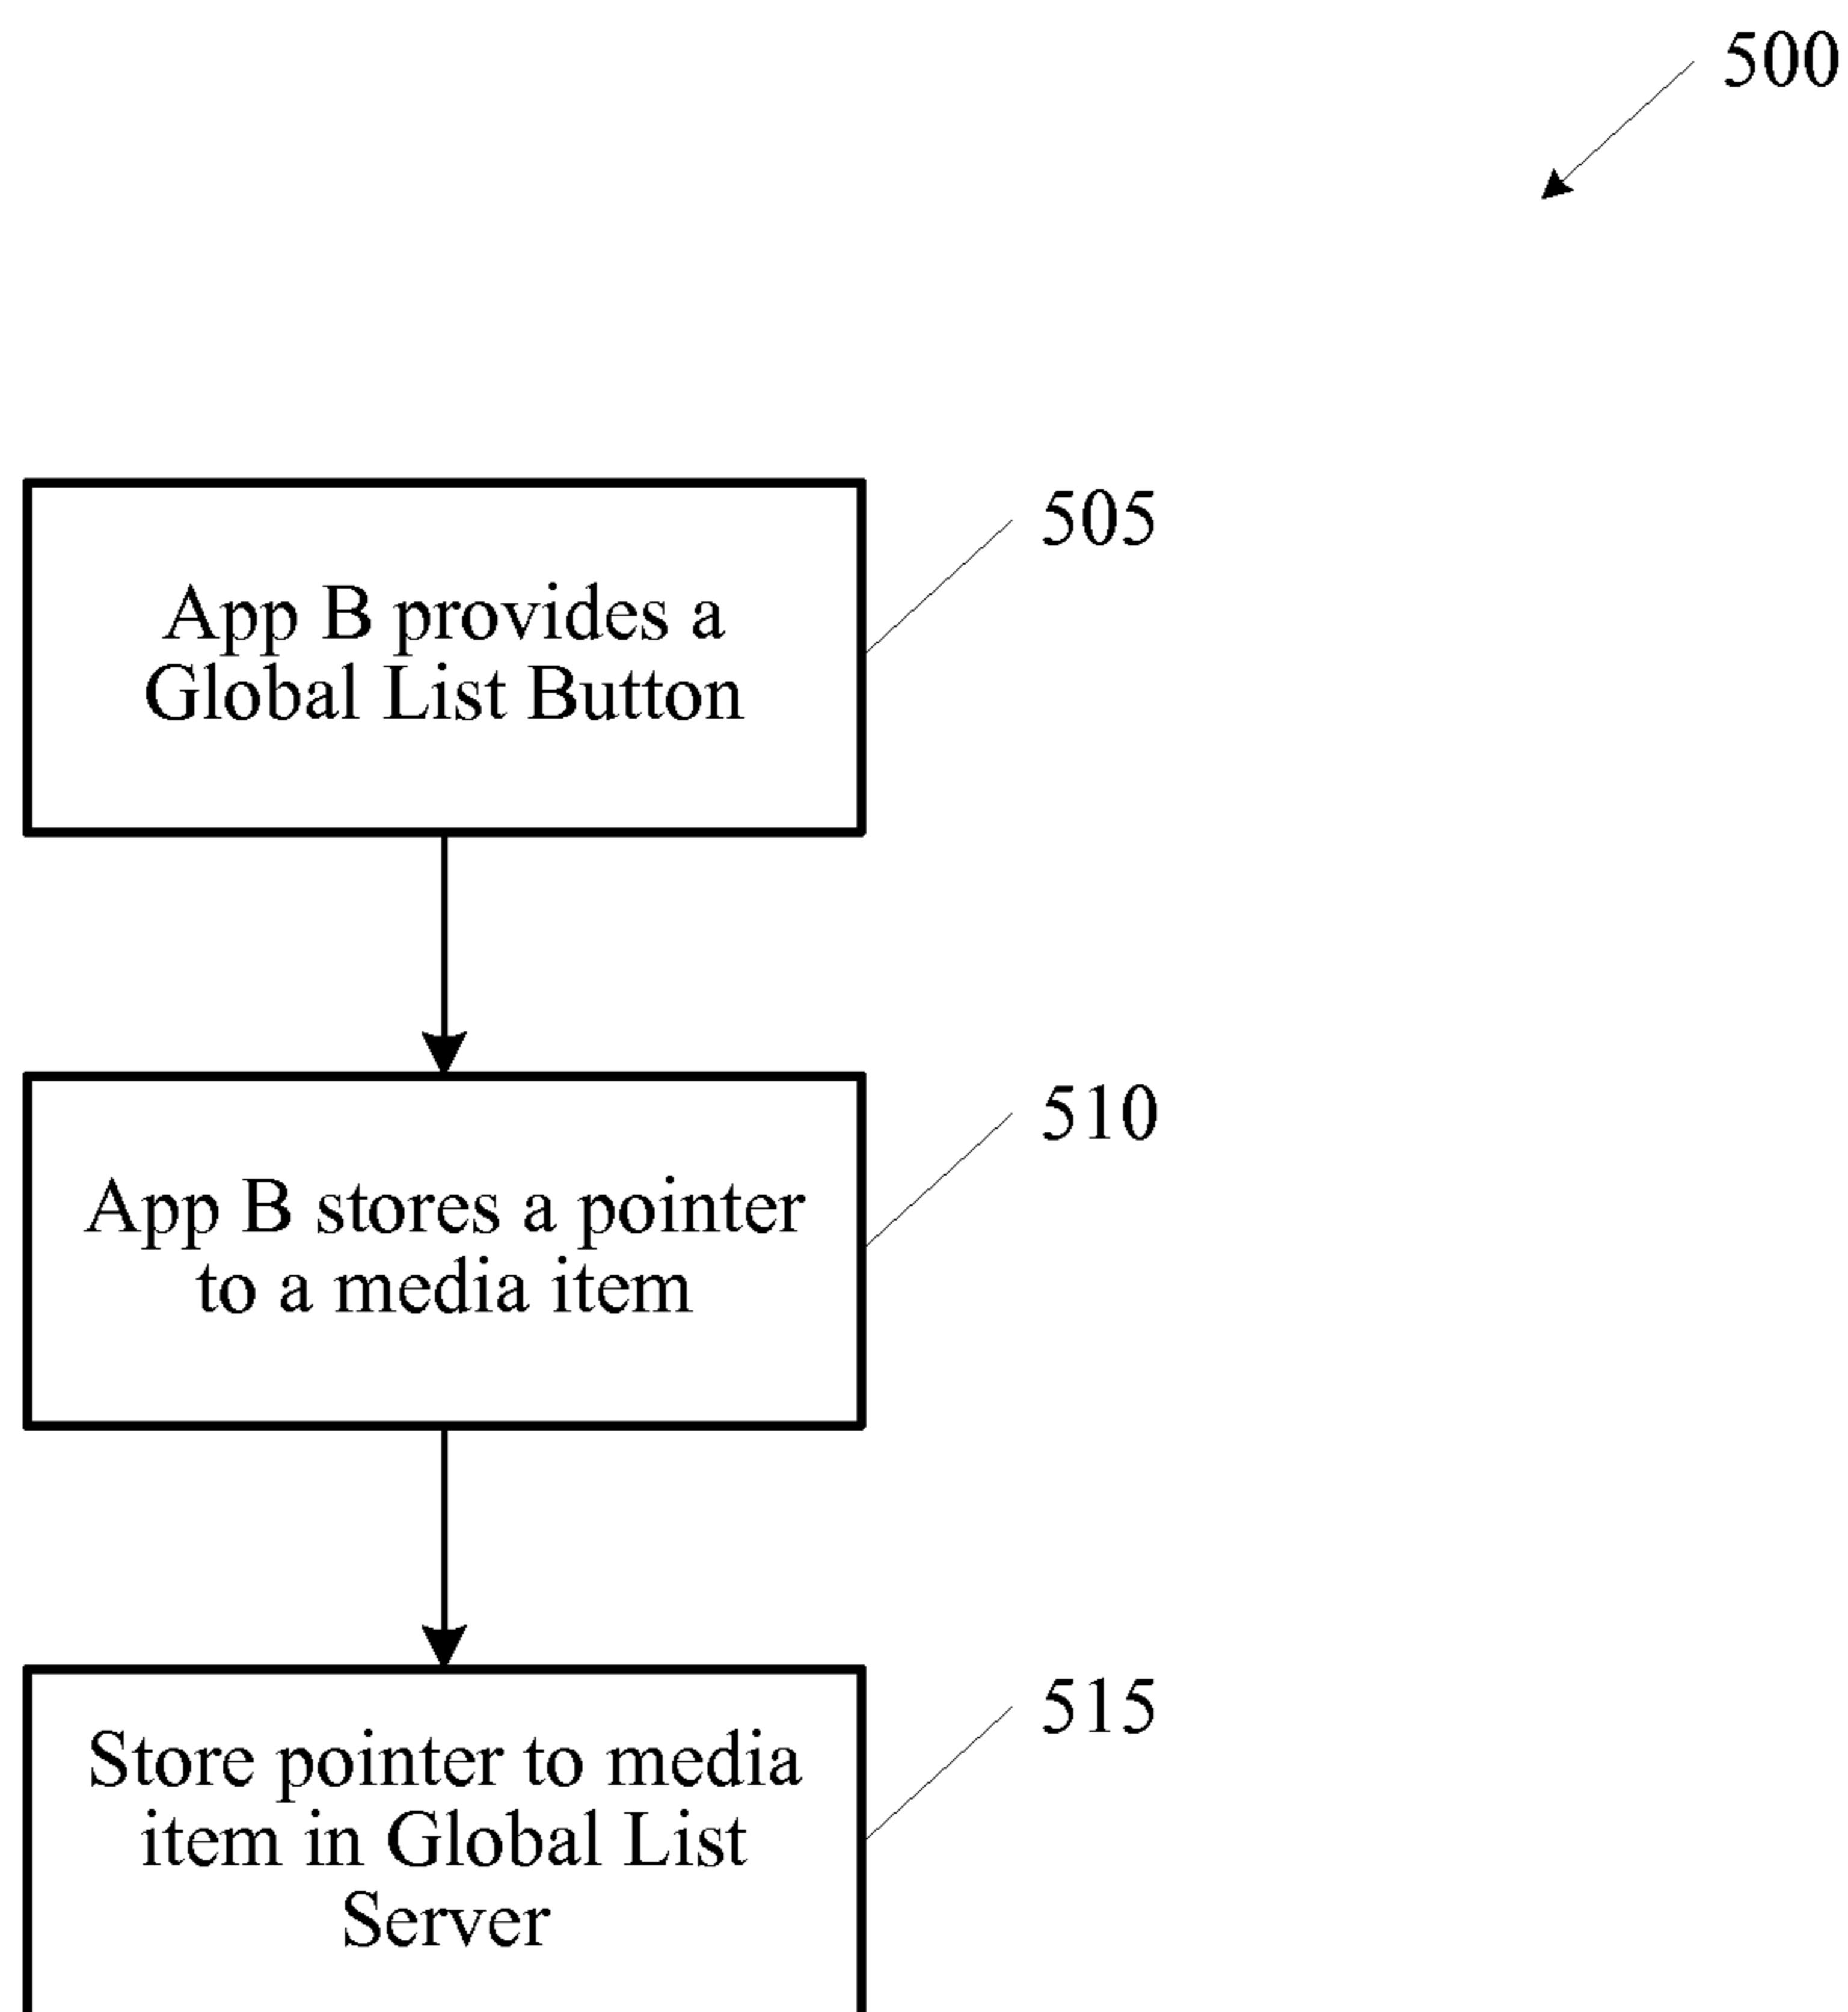 500
505
App B provides a
Global List Button
510
App B stores a pointer
to a media item
515
Store pointer to media
item in Global List
Server